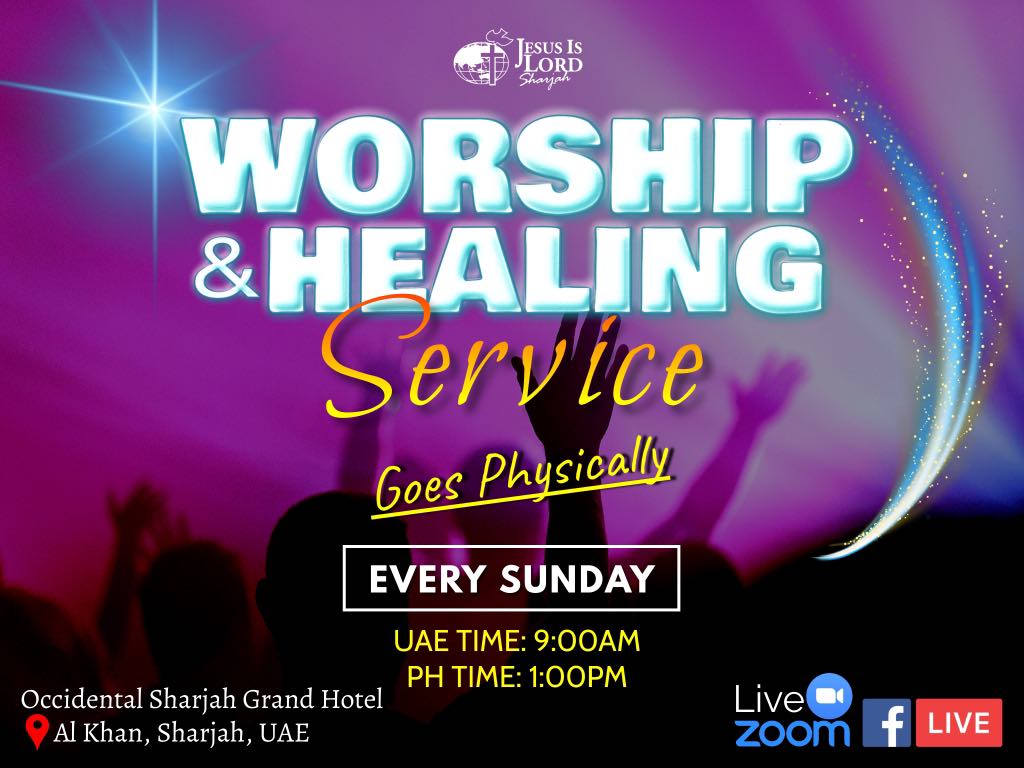 JESUS IS
LORD
Sharjah
WORSHIP
& HEALING
Service
Goes Physically
EVERY SUNDAY
UAE TIME: 9:00AM
PH TIME: 1:00PM
Occidental Sharjah Grand Hotel
Al Khan, Sharjah, UAE
Live
zoom
f LIVE